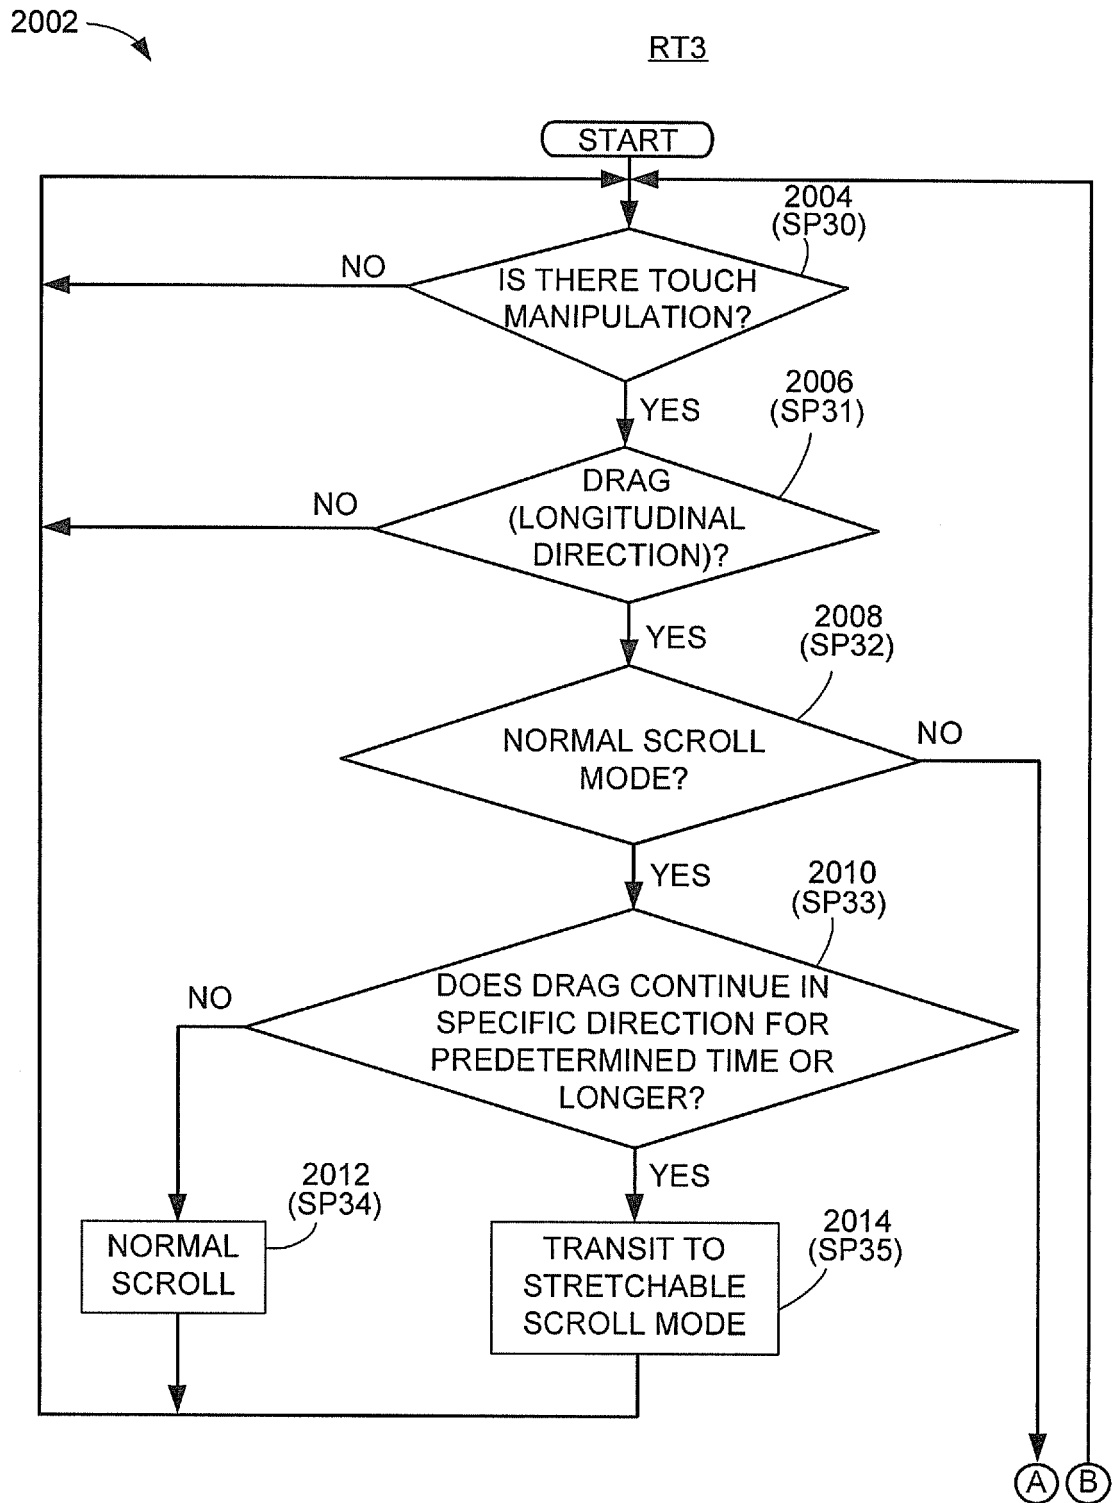 2002
RT3
START
2004
(SP30)
NO
IS THERE TOUCH
MANIPULATION?
YES
2006
(SP31)
NO
DRAG
(LONGITUDINAL
DIRECTION)?
YES
2008
(SP32)
NORMAL SCROLL
MODE?
NO
YES
2010
(SP33)
NO
DOES DRAG CONTINUE IN
SPECIFIC DIRECTION FOR
PREDETERMINED TIME OR
LONGER?
YES
2012
(SP34)
NORMAL
SCROLL
2014
(SP35)
TRANSIT TO
STRETCHABLE
SCROLL MODE
A
B